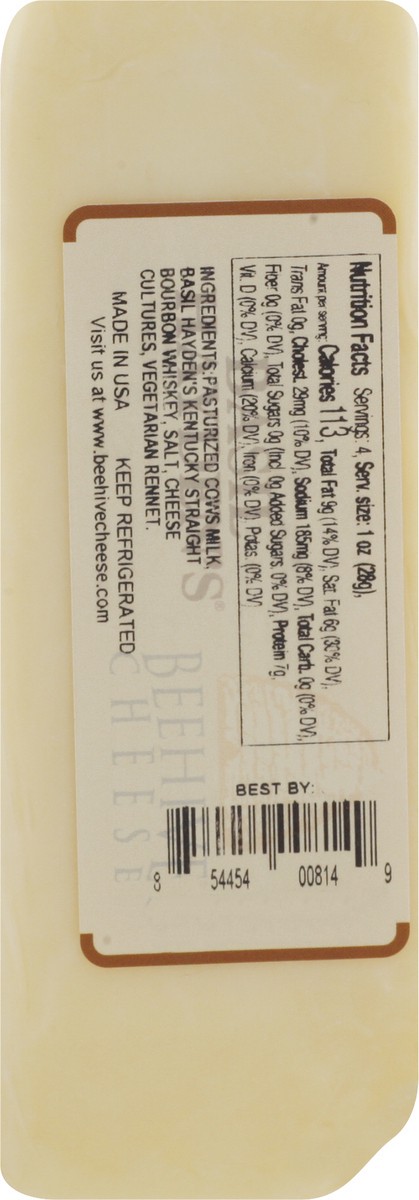 Nutrition Facts Servings: 4, Serv. size: 1 oz (28g),
Amount per serving: Calories 113, Total Fat 9g (14% DV), Sat. Fat 6g (30% DV),
Trans Fat 0g, Cholest. 29mg (10% DV), Sodium 185mg (8% DV), Total Carb. 0g (0% DV),
Fiber 0g (0% DV), Total Sugars 0g (Incl 0g Added Sugars, 0% DV), Protein 7g,
Vit. D (0% DV), Calcium (20% DV), Iron (0% DV), Potas. (0% DV)
INGREDIENTS: PASTURIZED COWS MILK,
BASIL HAYDEN'S KENTUCKY STRAIGHT
BOURBON WHISKEY, SALT, CHEESE
CULTURES, VEGETARIAN RENNET.
MADE IN USA KEEP REFRIGERATED
Visit us at www.beehivecheese.com
BEEHIVE
CHEESE
BEST BY:
8 54454 00814 9